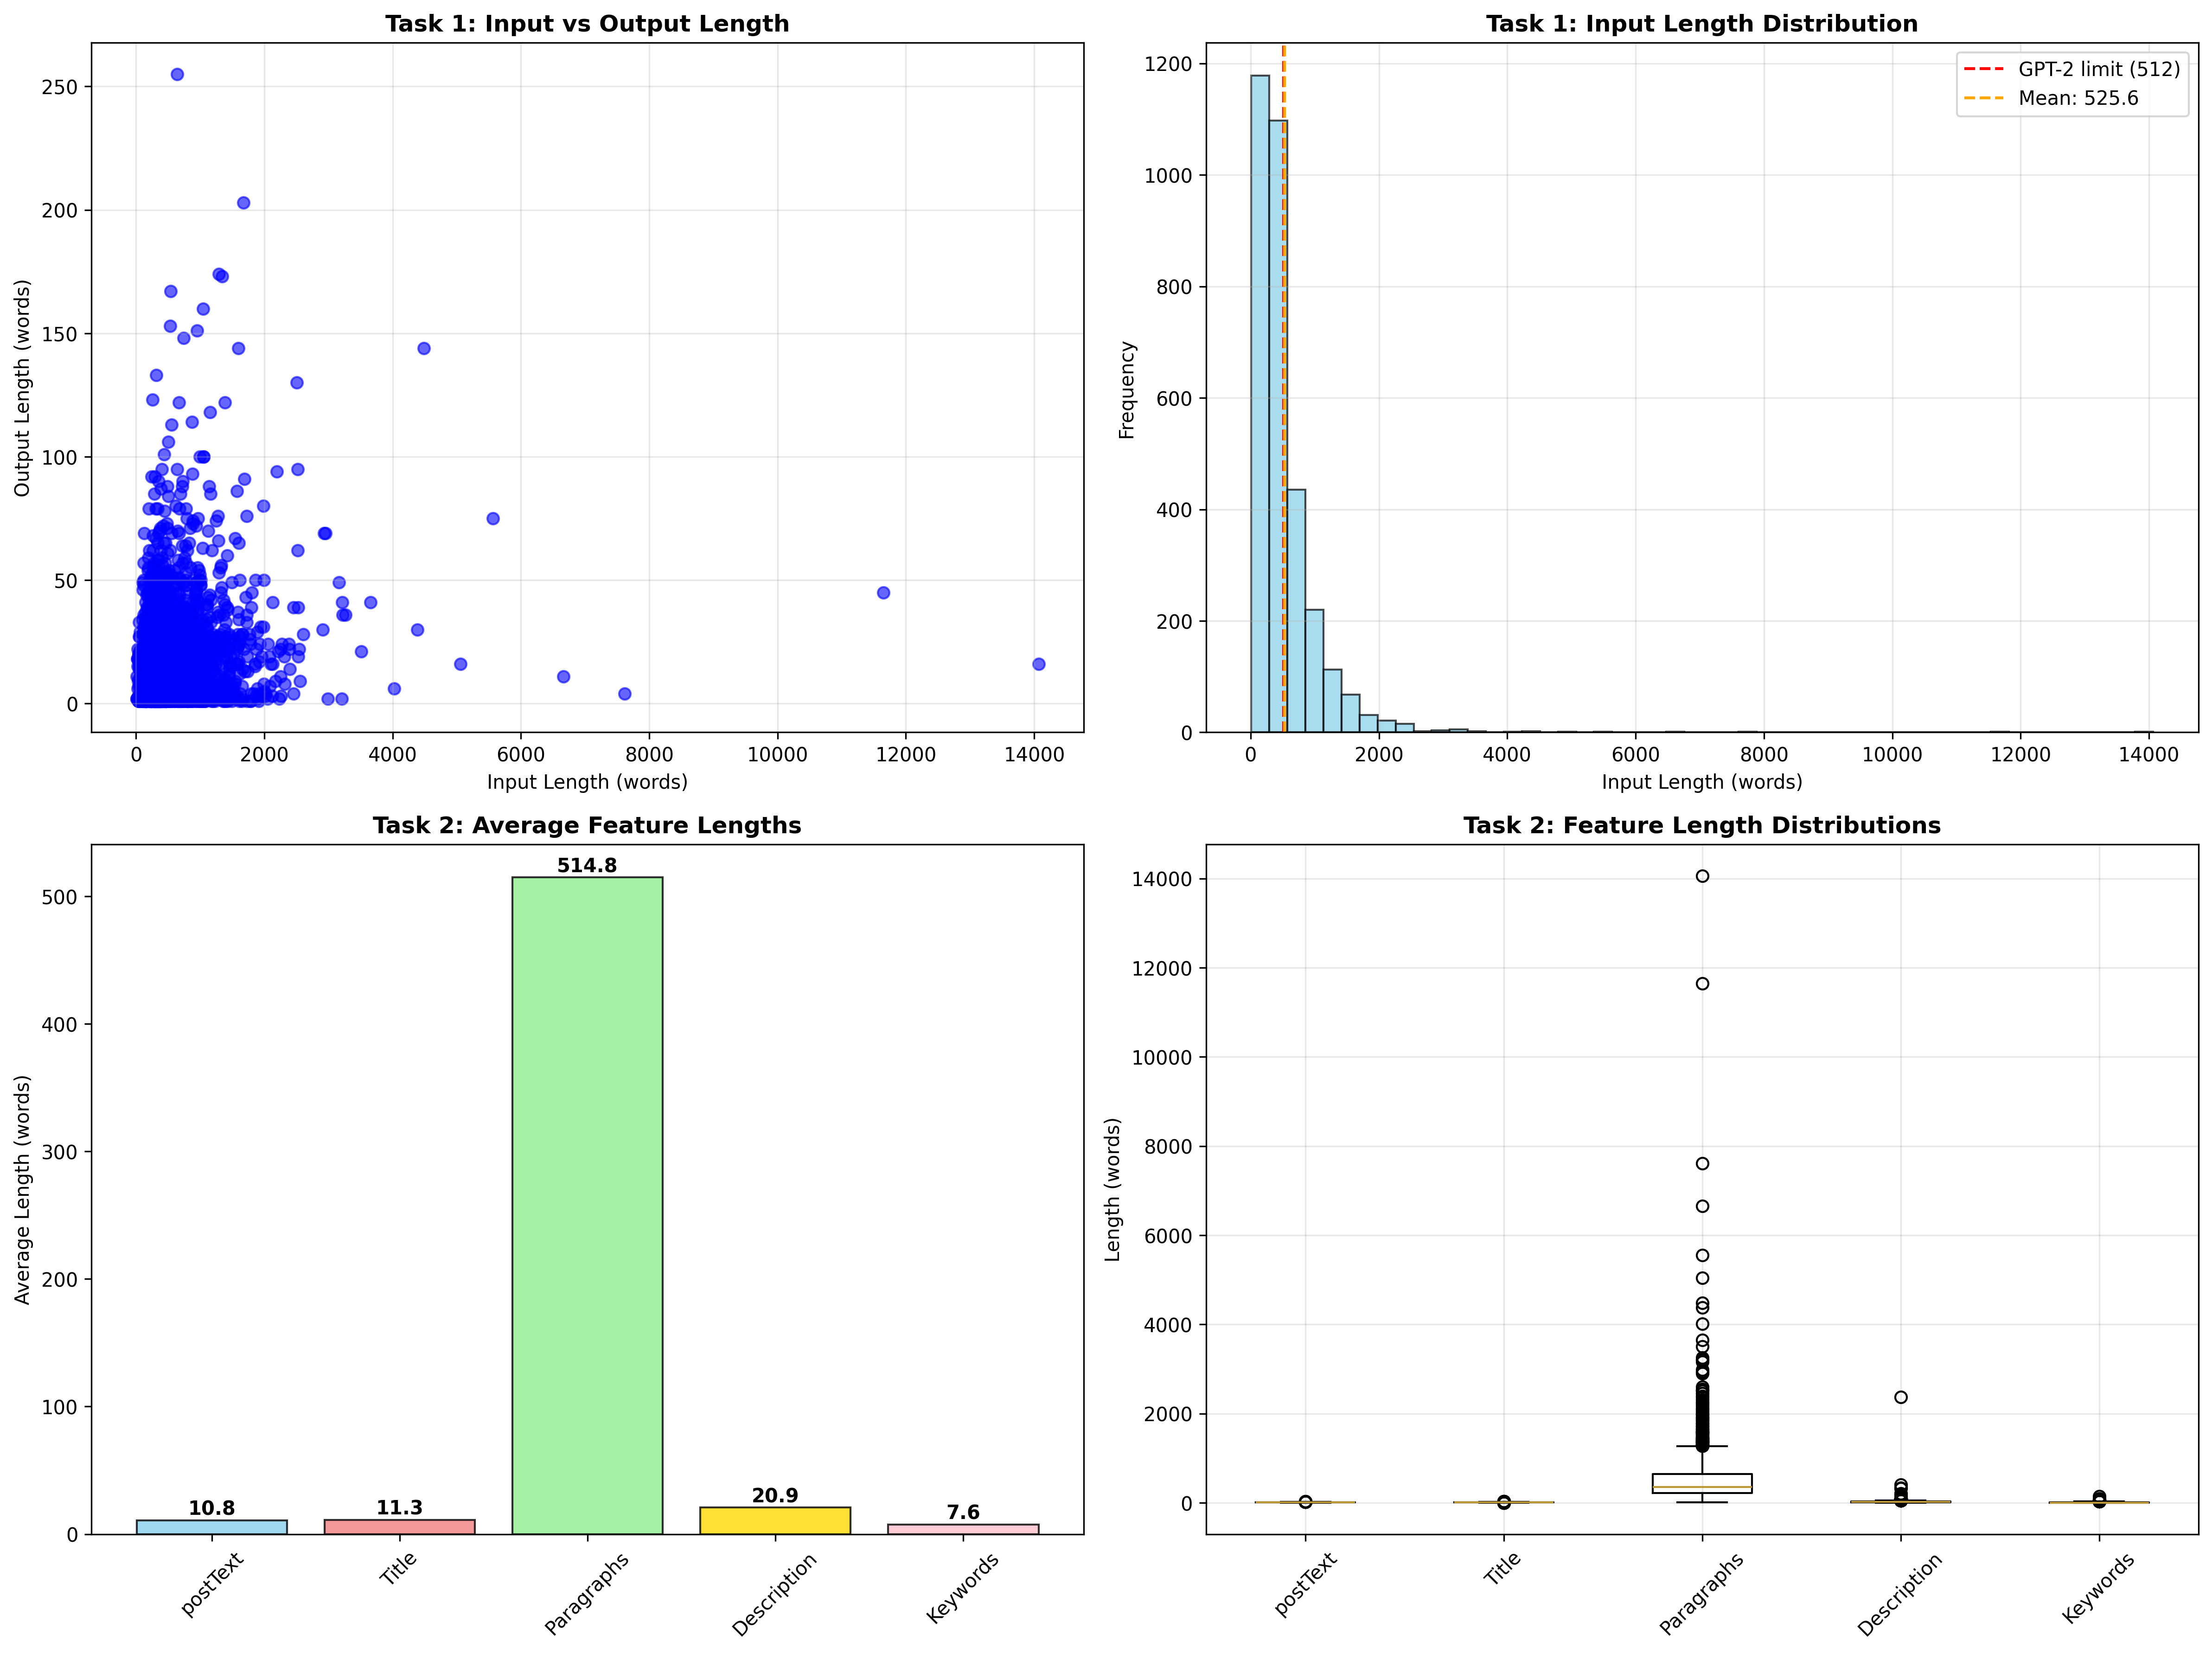 Task 1: Input vs Output Length
250
200
150
100
50
0
Output Length (words)
0 2000 4000 6000 8000 10000 12000 14000
Input Length (words)
Task 1: Input Length Distribution
GPT-2 limit (512)
Mean: 525.6
1200
1000
800
600
400
200
0
Frequency
0 2000 4000 6000 8000 10000 12000 14000
Input Length (words)
Task 2: Average Feature Lengths
500
400
300
200
100
0
Average Length (words)
10.8
11.3
514.8
20.9
7.6
postText
Title
Paragraphs
Description
Keywords
Task 2: Feature Length Distributions
14000
12000
10000
8000
6000
4000
2000
0
Length (words)
postText
Title
Paragraphs
Description
Keywords